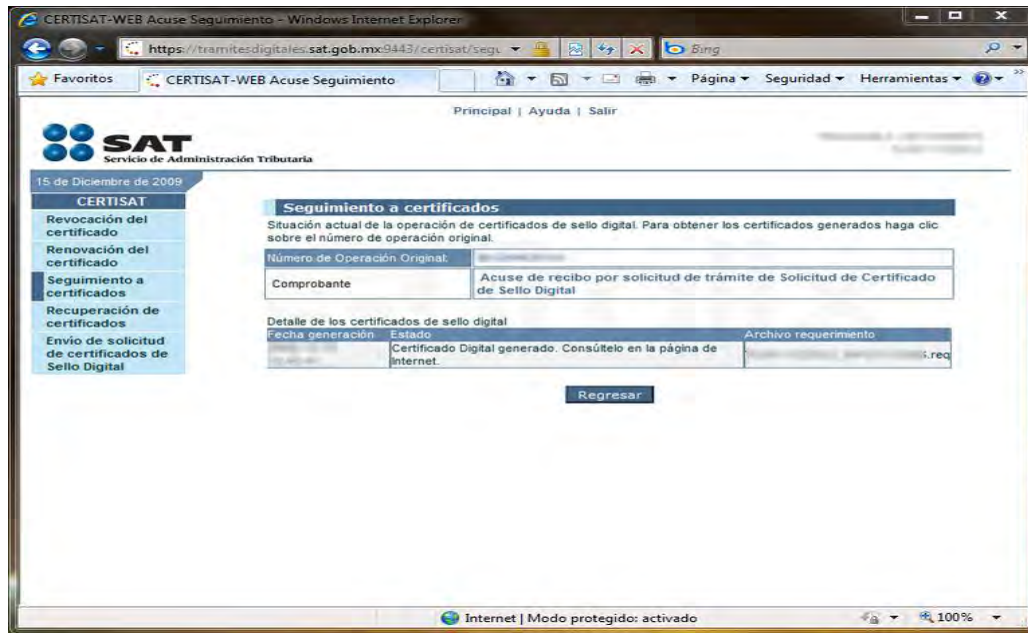 CERTISAT-WEB Acuse Seguimiento - Windows Internet Explorer
https://tramitesdigitales.sat.gob.mx:9443/certisat/segu
Bing
Favoritos
CERTISAT-WEB Acuse Seguimiento
Página
Seguridad
Herramientas
Principal | Ayuda | Salir
SAT
Servicio de Administración Tributaria
15 de Diciembre de 2009
CERTISAT
Revocación del
certificado
Renovación del
certificado
Seguimiento a
certificados
Recuperación de
certificados
Envio de solicitud
de certificados de
Sello Digital
Seguimiento a certificados
Situación actual de la operación de certificados de sello digital. Para obtener los certificados generados haga clic
sobre el número de operación original.
Número de Operación Original:
Comprobante
Acuse de recibo por solicitud de trámite de Solicitud de Certificado
de Sello Digital
Detalle de los certificados de sello digital
Fecha generación Estado Archivo requerimiento
Certificado Digital generado. Consúltelo en la página de
Internet.
.req
Regresar
Internet | Modo protegido: activado
100%